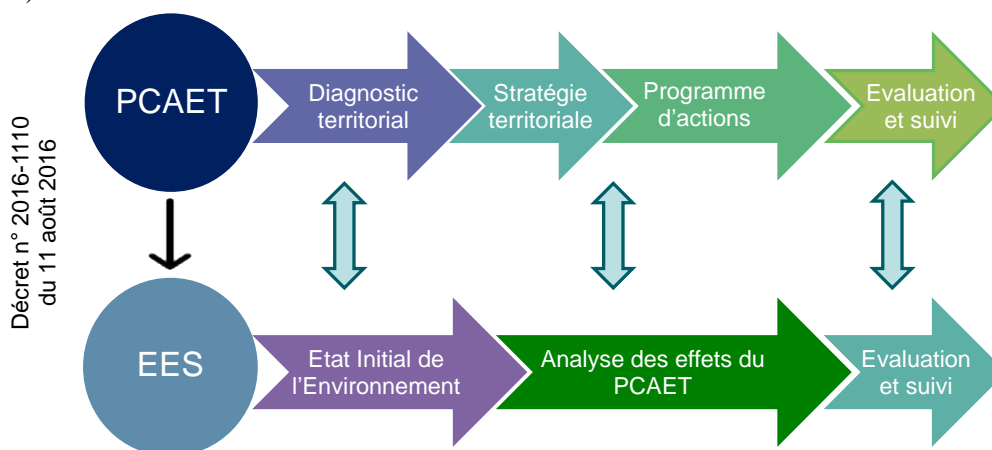 PCAET
Diagnostic
territorial
Stratégie
territoriale
Programme
d'actions
Evaluation
et suivi
Décret n° 2016-1110
du 11 août 2016
EES
Etat Initial de
l'Environnement
Analyse des effets du
PCAET
Evaluation
et suivi